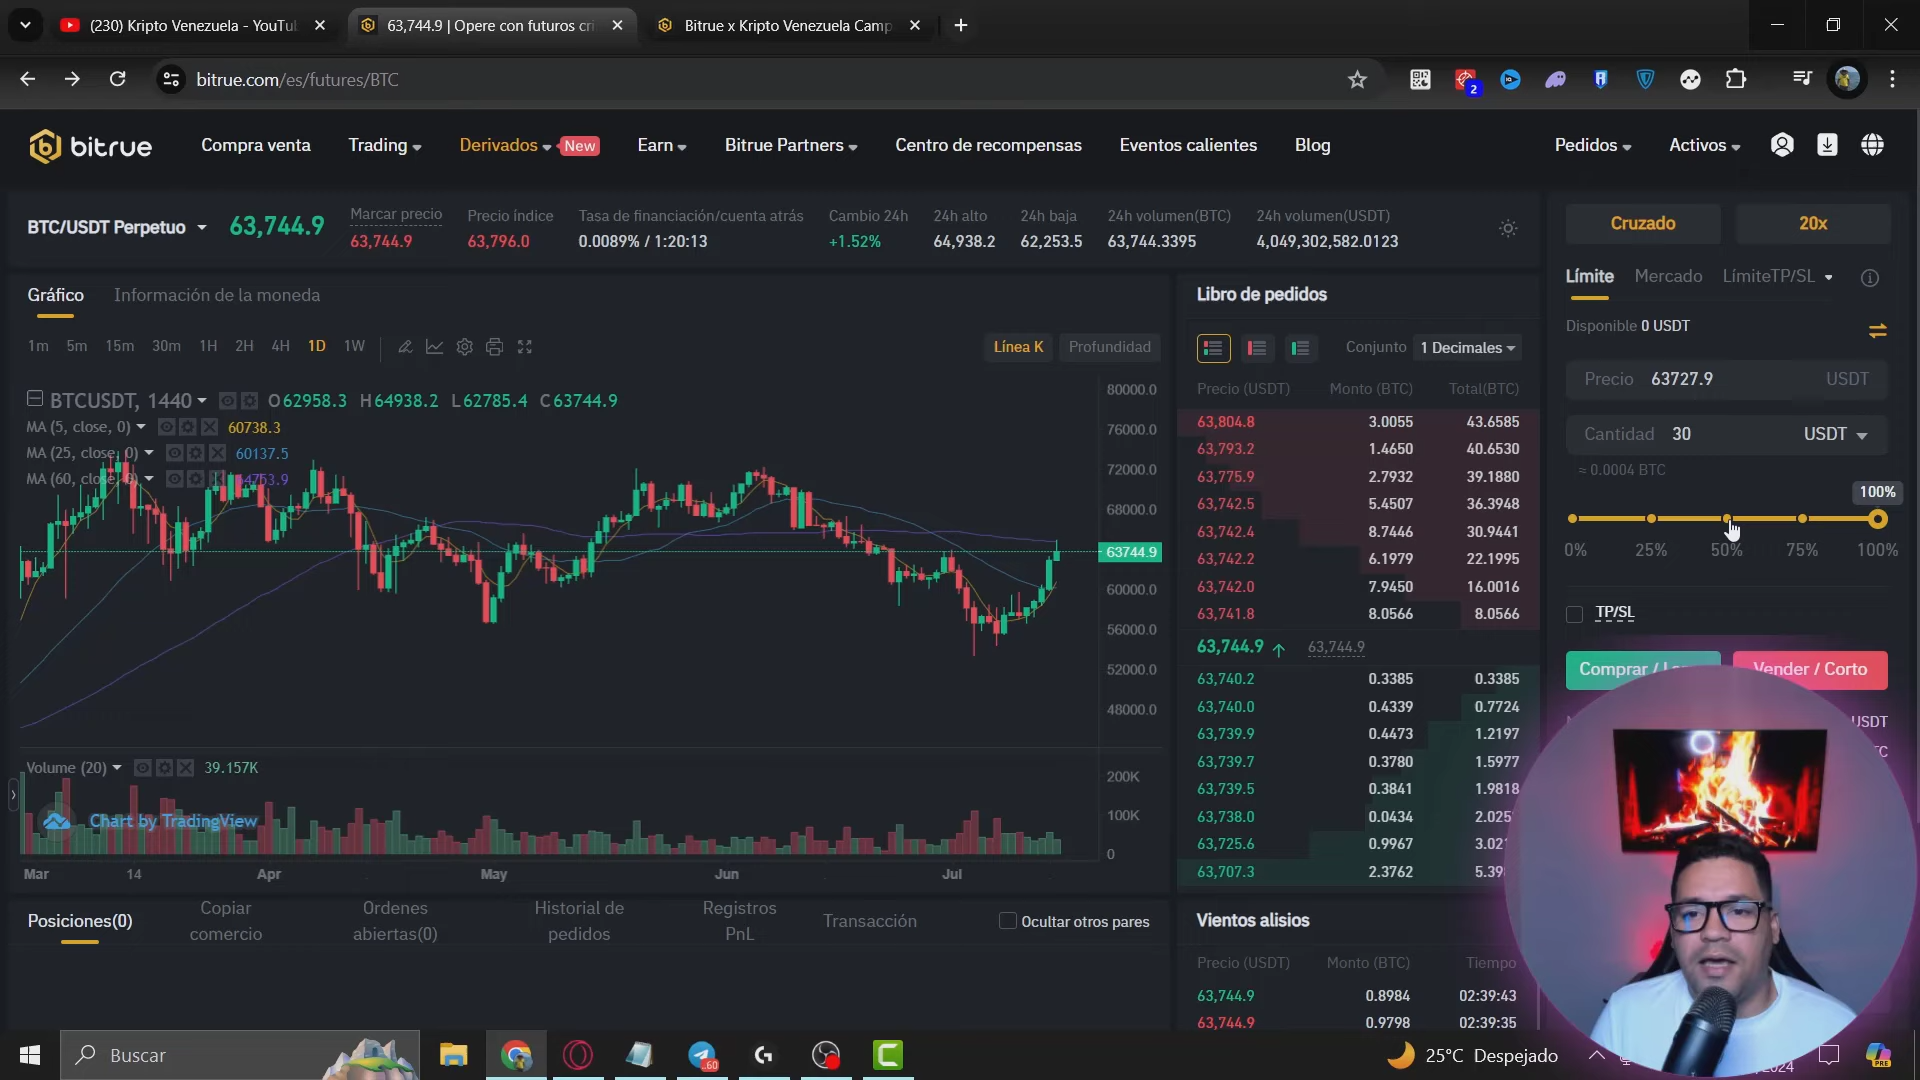 (230) Kripto Venezuela - YouTu
63,744.9 | Opere con futuros cri
Bitrue x Kripto Venezuela Camp
bitrue.com/es/futures/BTC
2
bitrue
Compra venta
Trading
Derivados
New
Earn
Bitrue Partners
Centro de recompensas
Eventos calientes
Blog
Pedidos
Activos
BTC/USDT Perpetuo
63,744.9
Marcar precio
63,744.9
Precio índice
63,796.0
Tasa de financiación/cuenta atrás
0.0089% / 1:20:13
Cambio 24h
+1.52%
24h alto
64,938.2
24h baja
62,253.5
24h volumen(BTC)
63,744.3395
24h volumen(USDT)
4,049,302,582.0123
Gráfico
Información de la moneda
1m 5m 15m 30m 1H 2H 4H 1D 1W
Línea K
Profundidad
BTCUSDT, 1440 O62958.3 H64938.2 L62785.4 C63744.9
MA (5, close, 0) 60738.3
MA (25, close, 0) 60137.5
MA (60, close, 0) 64753.9
80000.0
76000.0
72000.0
68000.0
63744.9
60000.0
56000.0
52000.0
48000.0
Volume (20) 39.157K
200K
100K
0
Chart by TradingView
Mar 14 Apr May Jun Jul
Libro de pedidos
Conjunto 1 Decimales
Precio (USDT) Monto (BTC) Total(BTC)
63,804.8 3.0055 43.6585
63,793.2 1.4650 40.6530
63,775.9 2.7932 39.1880
63,742.5 5.4507 36.3948
63,742.4 8.7446 30.9441
63,742.2 6.1979 22.1995
63,742.0 7.9450 16.0016
63,741.8 8.0566 8.0566
63,744.9 63,744.9
63,740.2 0.3385 0.3385
63,740.0 0.4339 0.7724
63,739.9 0.4473 1.2197
63,739.7 0.3780 1.5977
63,739.5 0.3841 1.9818
63,738.0 0.0434 2.025
63,725.6 0.9967 3.02
63,707.3 2.3762 5.39
Vientos alisios
Precio (USDT) Monto (BTC) Tiempo
63,744.9 0.8984 02:39:43
63,744.9 0.9798 02:39:35
Cruzado
20x
Límite
Mercado
LímiteTP/SL
Disponible 0 USDT
Precio 63727.9 USDT
Cantidad 30 USDT
≈ 0.0004 BTC
100%
0% 25% 50% 75% 100%
TP/SL
Comprar / L
Vender / Corto
USDT
Posiciones(0)
Copiar
comercio
Ordenes
abiertas(0)
Historial de
pedidos
Registros
PnL
Transacción
Ocultar otros pares
Buscar
60
25°C Despejado
PRE